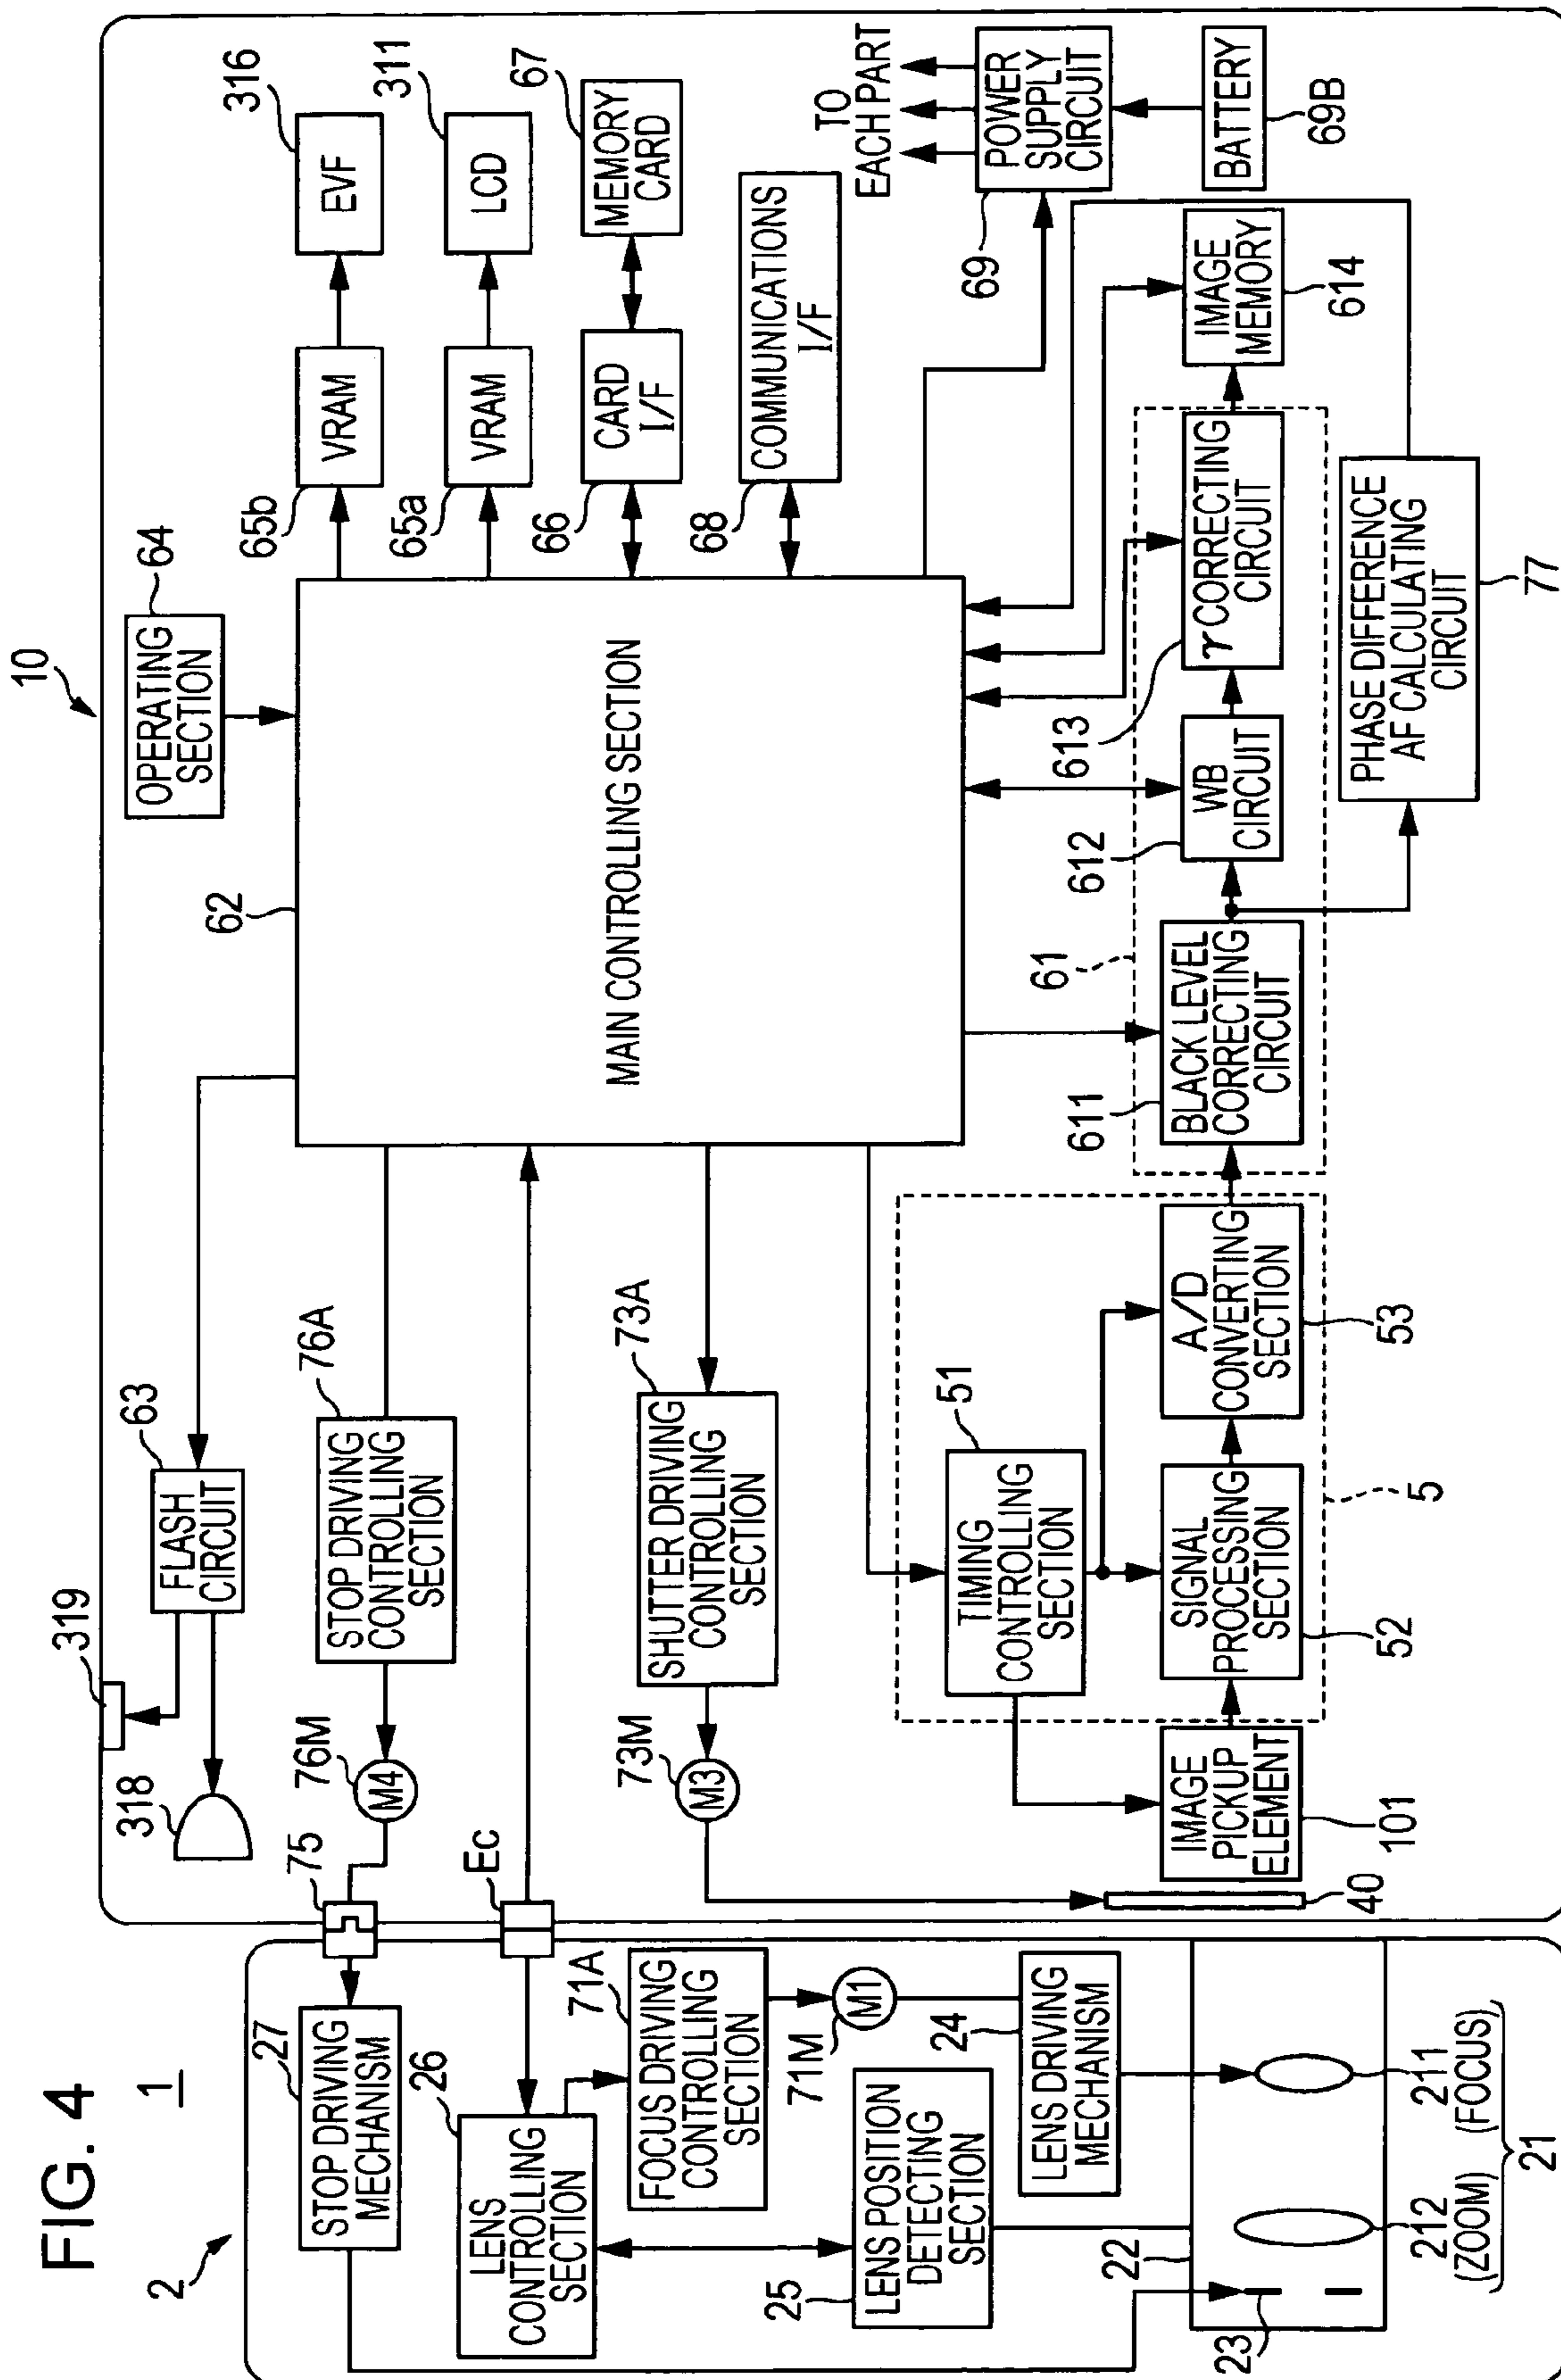 FIG. 4
1
2
10
27
STOP DRIVING
MECHANISM
26
LENS
CONTROLLING
SECTION
71A
FOCUS DRIVING
CONTROLLING
SECTION
M1
71M
25
LENS POSITION
DETECTING
SECTION
24
LENS DRIVING
MECHANISM
22
23
212
(ZOOM)
211
(FOCUS)
21
75
Ec
318
319
63
FLASH
CIRCUIT
76M
M4
76A
STOP DRIVING
CONTROLLING
SECTION
73M
M3
73A
SHUTTER DRIVING
CONTROLLING
SECTION
40
IMAGE
PICKUP
ELEMENT
101
51
TIMING
CONTROLLING
SECTION
SIGNAL
PROCESSING
SECTION
52
A/D
CONVERTING
SECTION
53
5
62
MAIN CONTROLLING SECTION
64
OPERATING
SECTION
65b
VRAM
316
EVF
65a
VRAM
311
LCD
66
CARD
I/F
67
MEMORY
CARD
68
COMMUNICATIONS
I/F
TO
EACH PART
69
POWER
SUPPLY
CIRCUIT
BATTERY
69B
61
611
BLACK LEVEL
CORRECTING
CIRCUIT
612
WB
CIRCUIT
613
γ CORRECTING
CIRCUIT
IMAGE
MEMORY
614
PHASE DIFFERENCE
AF CALCULATING
CIRCUIT
77